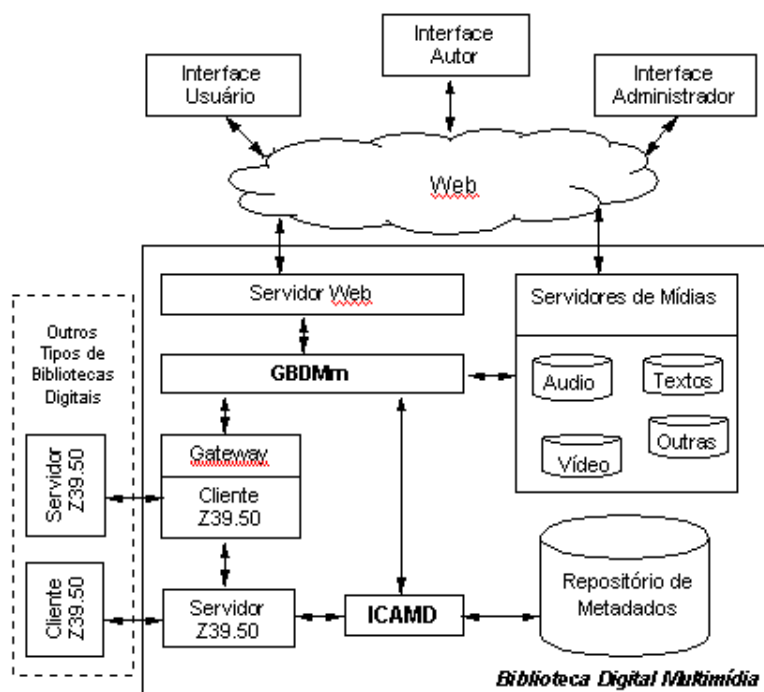 Interface
Autor
Interface
Usuário
Interface
Administrador
Web
Servidor Web
Servidores de Mídias
Outros
Tipos de
Bibliotecas
Digitais
GBDMm
Audio
Textos
Vídeo
Outras
Gateway
Cliente
Z39.50
Servidor
Z39.50
Cliente
Z39.50
Servidor
Z39.50
ICAMD
Repositório de
Metadados
Biblioteca Digital Multimídia